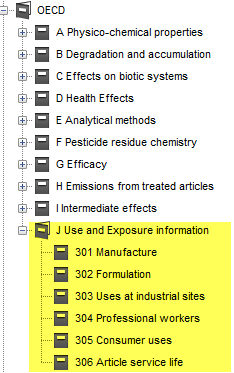 OECD
A Physico-chemical properties
B Degradation and accumulation
C Effects on biotic systems
D Health Effects
E Analytical methods
F Pesticide residue chemistry
G Efficacy
H Emissions from treated articles
I Intermediate effects
J Use and Exposure information
301 Manufacture
302 Formulation
303 Uses at industrial sites
304 Professional workers
305 Consumer uses
306 Article service life